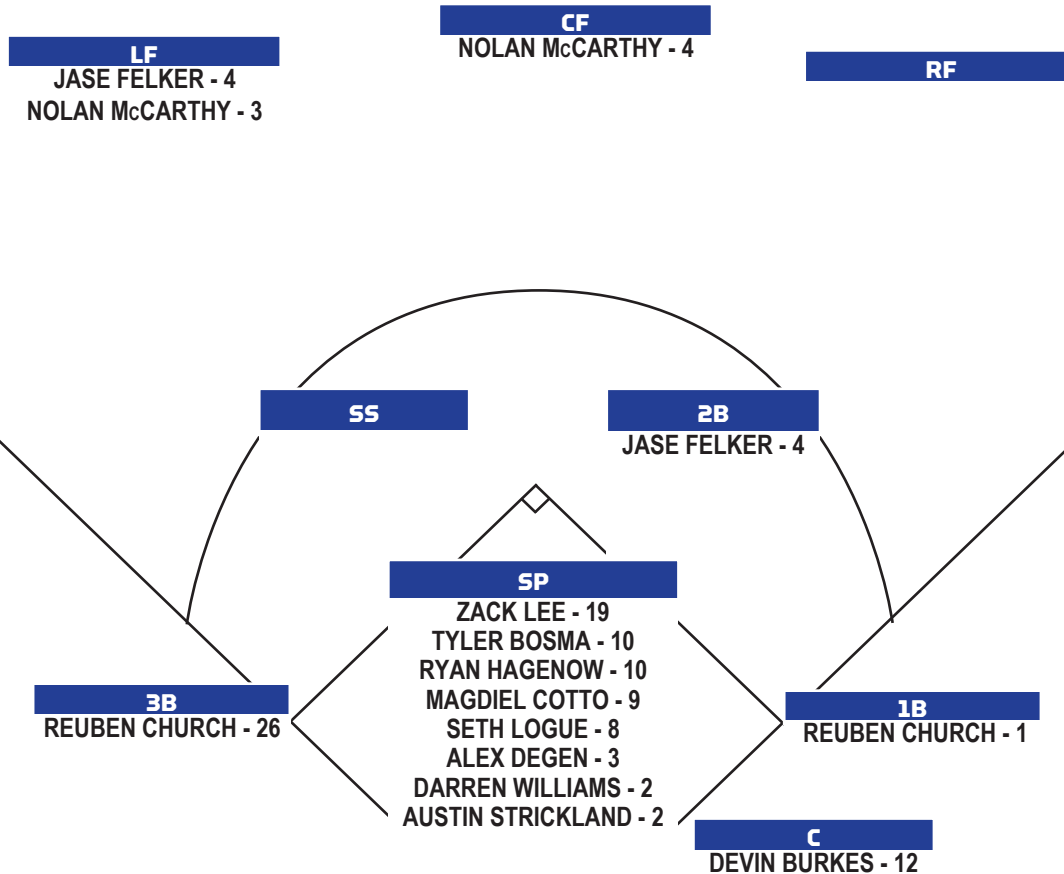 CF
NOLAN McCARTHY - 4
LF
JASE FELKER - 4
NOLAN McCARTHY - 3
RF
SS
2B
JASE FELKER - 4
SP
ZACK LEE - 19
TYLER BOSMA - 10
RYAN HAGENOW - 10
MAGDIEL COTTO - 9
SETH LOGUE - 8
ALEX DEGEN - 3
DARREN WILLIAMS - 2
AUSTIN STRICKLAND - 2
3B
REUBEN CHURCH - 26
1B
REUBEN CHURCH - 1
C
DEVIN BURKES - 12